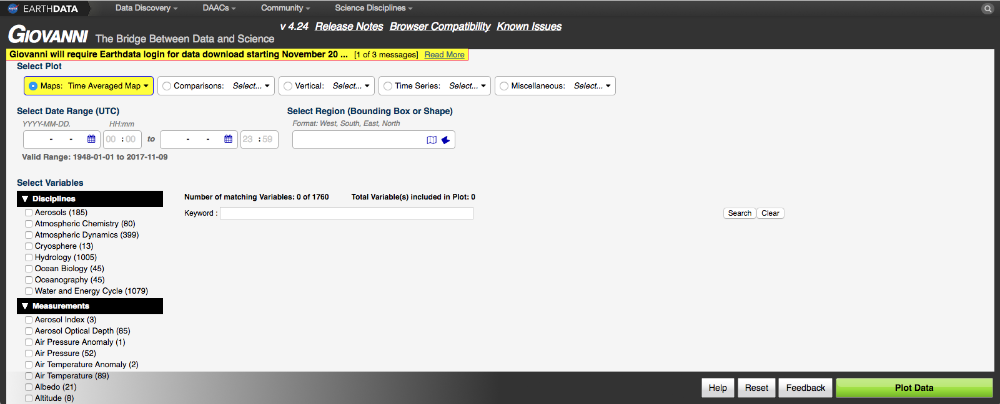 NASA EARTHDATA Data Discovery DAACs Community Science Disciplines
GIOVANNI The Bridge Between Data and Science v 4.24 Release Notes Browser Compatibility Known Issues
Giovanni will require Earthdata login for data download starting November 20 ... [1 of 3 messages] Read More
Select Plot
Maps: Time Averaged Map Comparisons: Select... Vertical: Select... Time Series: Select... Miscellaneous: Select...
Select Date Range (UTC) Select Region (Bounding Box or Shape)
YYYY-MM-DD. HH:mm Format: West, South, East, North
- - 00 : 00 to - - 23 : 59
Valid Range: 1948-01-01 to 2017-11-09
Select Variables
Disciplines Number of matching Variables: 0 of 1760 Total Variable(s) included in Plot: 0
Aerosols (185) Keyword : Search Clear
Atmospheric Chemistry (80)
Atmospheric Dynamics (399)
Cryosphere (13)
Hydrology (1005)
Ocean Biology (45)
Oceanography (45)
Water and Energy Cycle (1079)
Measurements
Aerosol Index (3)
Aerosol Optical Depth (85)
Air Pressure Anomaly (1)
Air Pressure (52)
Air Temperature Anomaly (2)
Air Temperature (89)
Albedo (21)
Altitude (8)
Help Reset Feedback Plot Data